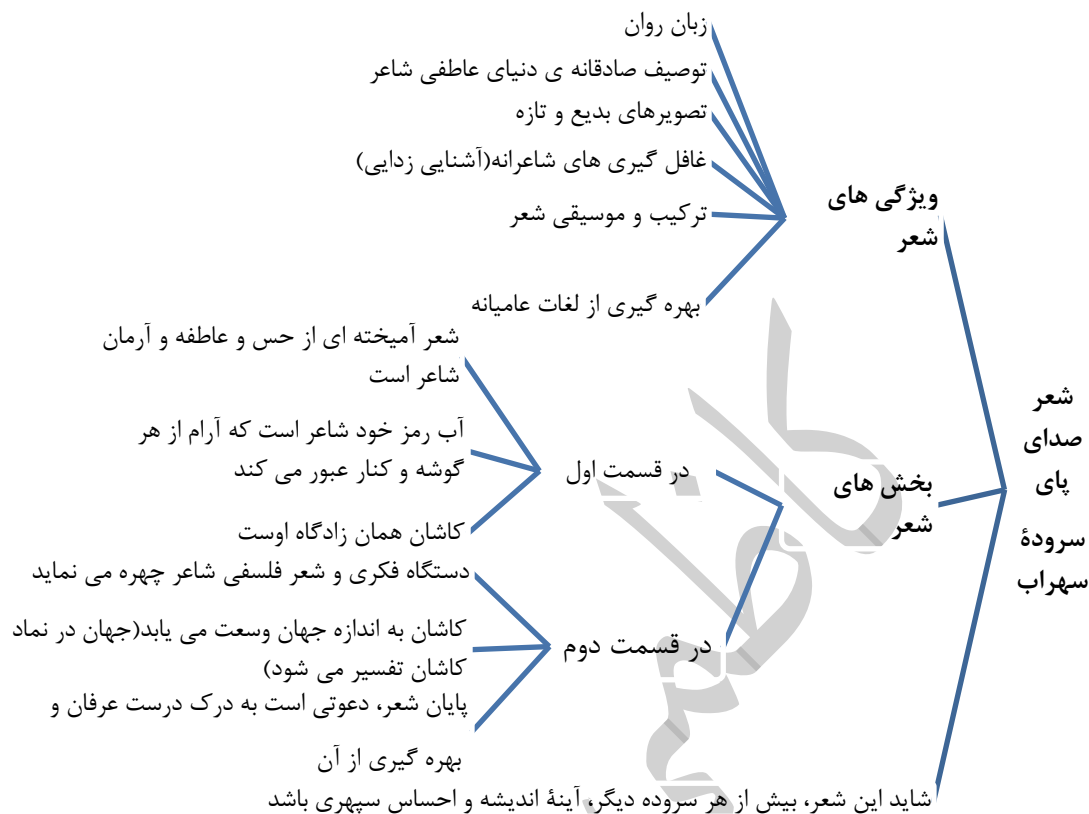 شعر
صدای
پای
سرودهٔ
سهراب
ویژگی های
شعر
زبان روان
توصیف صادقانه ی دنیای عاطفی شاعر
تصویرهای بدیع و تازه
غافل گیری های شاعرانه(آشنایی زدایی)
ترکیب و موسیقی شعر
بهره گیری از لغات عامیانه
بخش های
شعر
در قسمت اول
شعر آمیخته ای از حس و عاطفه و آرمان
شاعر است
آب رمز خود شاعر است که آرام از هر
گوشه و کنار عبور می کند
کاشان همان زادگاه اوست
در قسمت دوم
دستگاه فکری و شعر فلسفی شاعر چهره می نماید
کاشان به اندازه جهان وسعت می یابد(جهان در نماد
کاشان تفسیر می شود)
پایان شعر، دعوتی است به درک درست عرفان و
بهره گیری از آن
شاید این شعر، بیش از هر سروده دیگر، آینهٔ اندیشه و احساس سپهری باشد